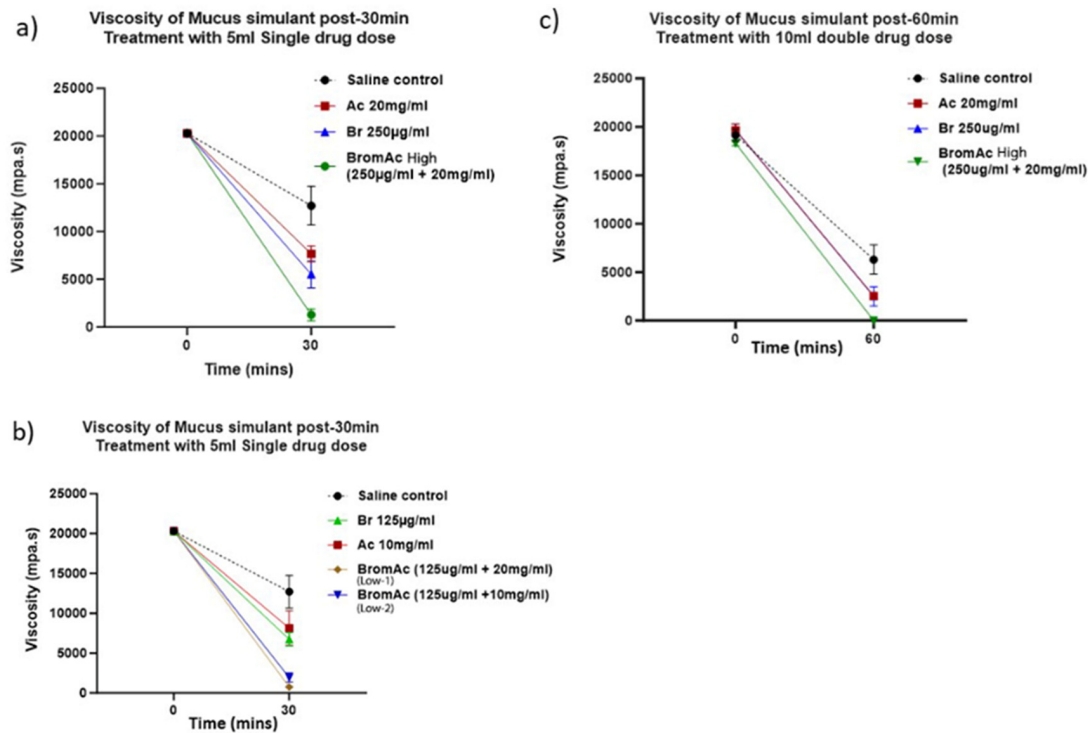 a)
Viscosity of Mucus simulant post-30min
Treatment with 5ml Single drug dose
Saline control
Ac 20mg/ml
Br 250µg/ml
BromAc High
(250µg/ml + 20mg/ml)
25000
20000
15000
10000
5000
0
Viscosity (mpa.s)
0
30
Time (mins)
c)
Viscosity of Mucus simulant post-60min
Treatment with 10ml double drug dose
Saline control
Ac 20mg/ml
Br 250ug/ml
BromAc High
(250ug/ml + 20mg/ml)
25000
20000
15000
10000
5000
0
Viscosity (mpa.s)
0
60
Time (mins)
b)
Viscosity of Mucus simulant post-30min
Treatment with 5ml Single drug dose
Saline control
Br 125µg/ml
Ac 10mg/ml
BromAc (125ug/ml + 20mg/ml)
(Low-1)
BromAc (125ug/ml +10mg/ml)
(Low-2)
25000
20000
15000
10000
5000
0
Viscosity (mpa.s)
0
30
Time (mins)